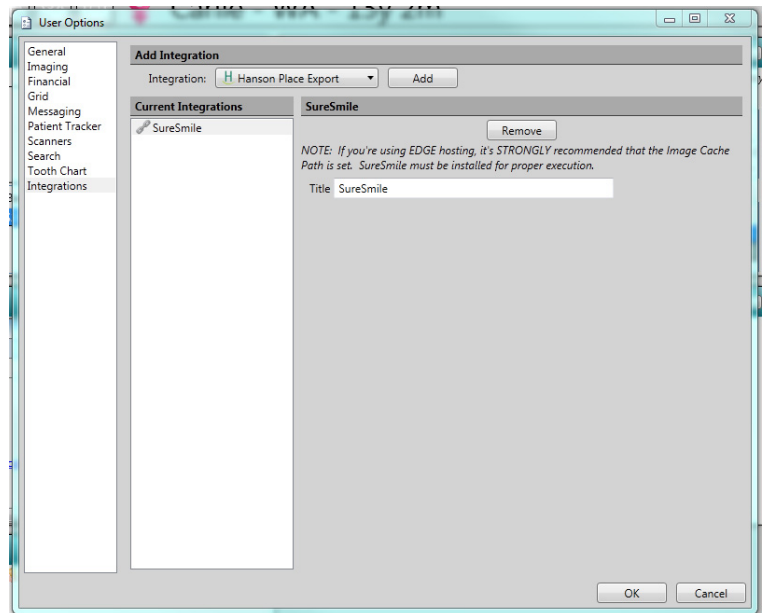 User Options
General
Imaging
Financial
Grid
Messaging
Patient Tracker
Scanners
Search
Tooth Chart
Integrations
Add Integration
Integration: Hanson Place Export Add
Current Integrations
SureSmile
SureSmile
Remove
NOTE: If you're using EDGE hosting, it's STRONGLY recommended that the Image Cache
Path is set. SureSmile must be installed for proper execution.
Title SureSmile
OK Cancel